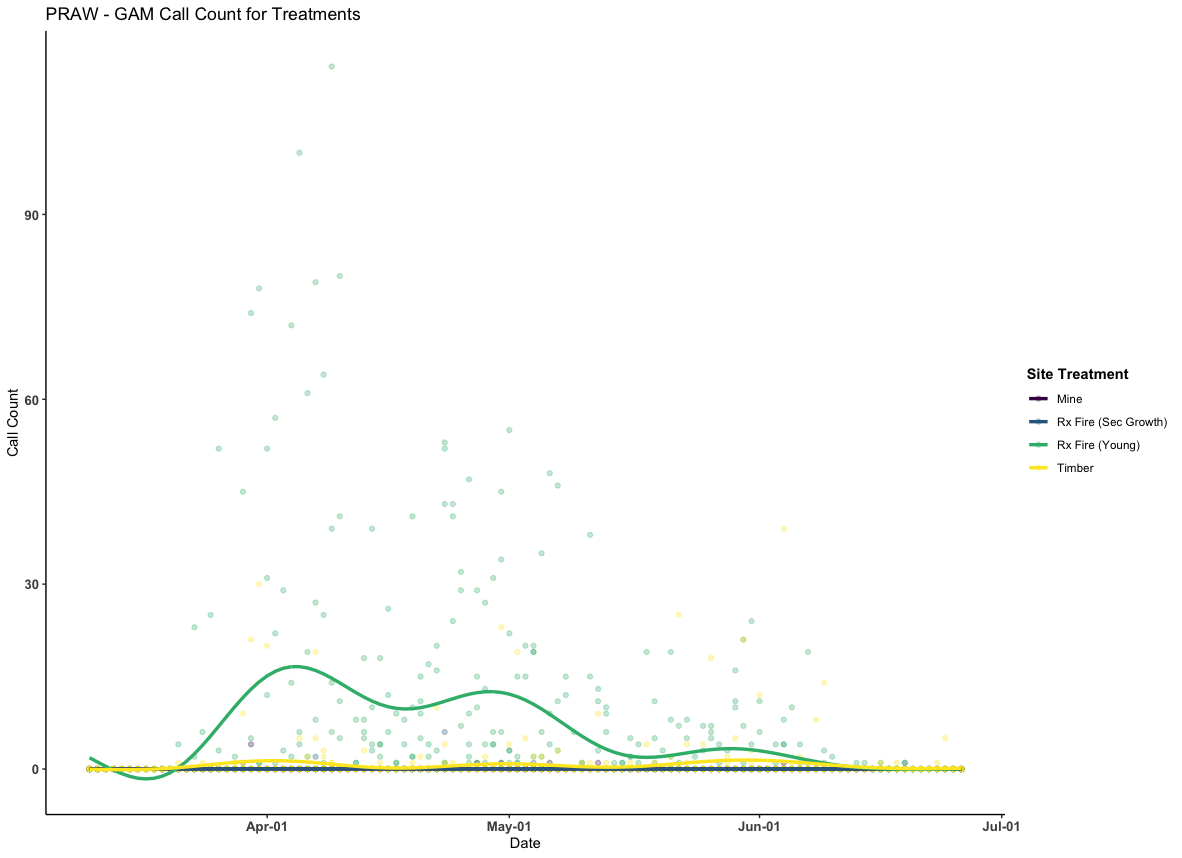 PRAW - GAM Call Count for Treatments
90
60
30
0
Call Count
Apr-01
May-01
Jun-01
Jul-01
Date
Site Treatment
Mine
Rx Fire (Sec Growth)
Rx Fire (Young)
Timber